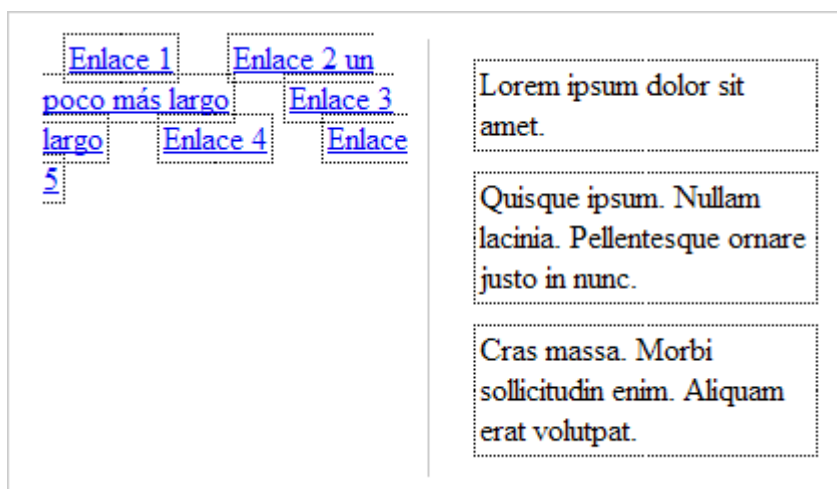 Enlace 1 Enlace 2 un
poco más largo Enlace 3
largo Enlace 4 Enlace
5
Lorem ipsum dolor sit
amet.
Quisque ipsum. Nullam
lacinia. Pellentesque ornare
justo in nunc.
Cras massa. Morbi
sollicitudin enim. Aliquam
erat volutpat.